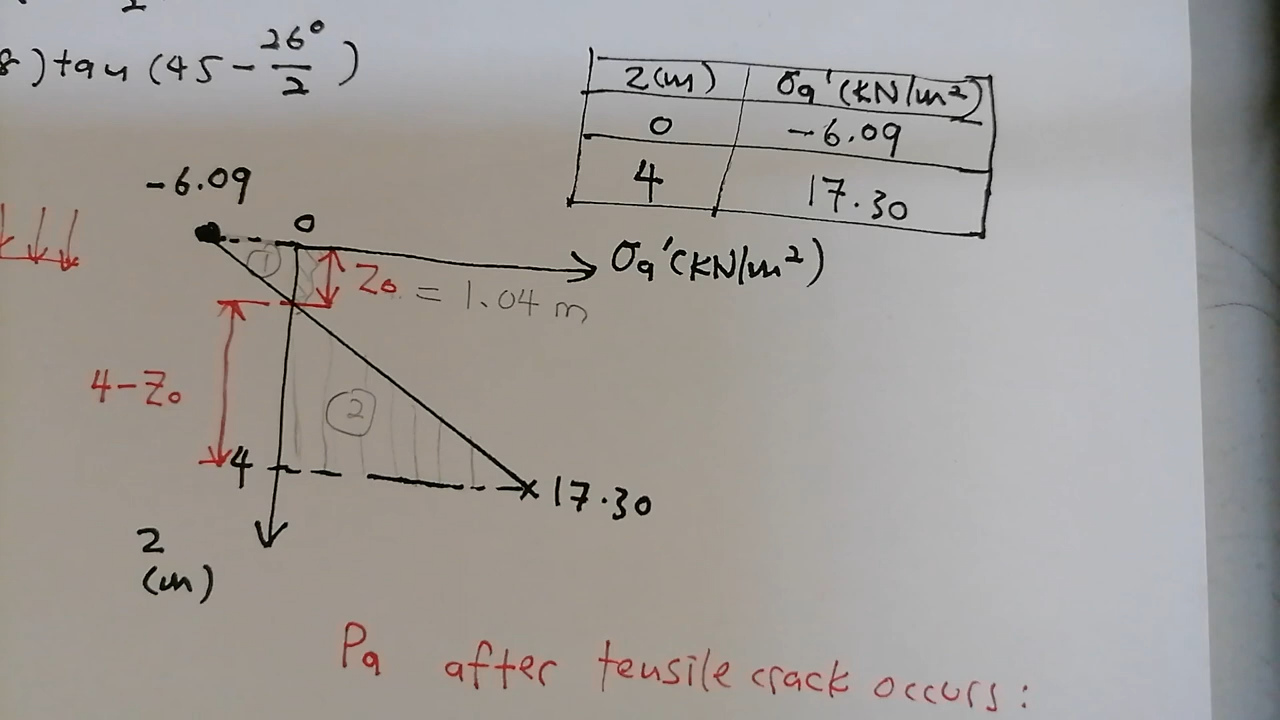 8) tan (45 - 26°/2)
z(m) σa'(kN/m²)
0 -6.09
4 17.30
-6.09
0
σa'(kN/m²)
①
z₀ = 1.04 m
4-z₀
②
4
17.30
z
(m)
Pa after tensile crack occurs: